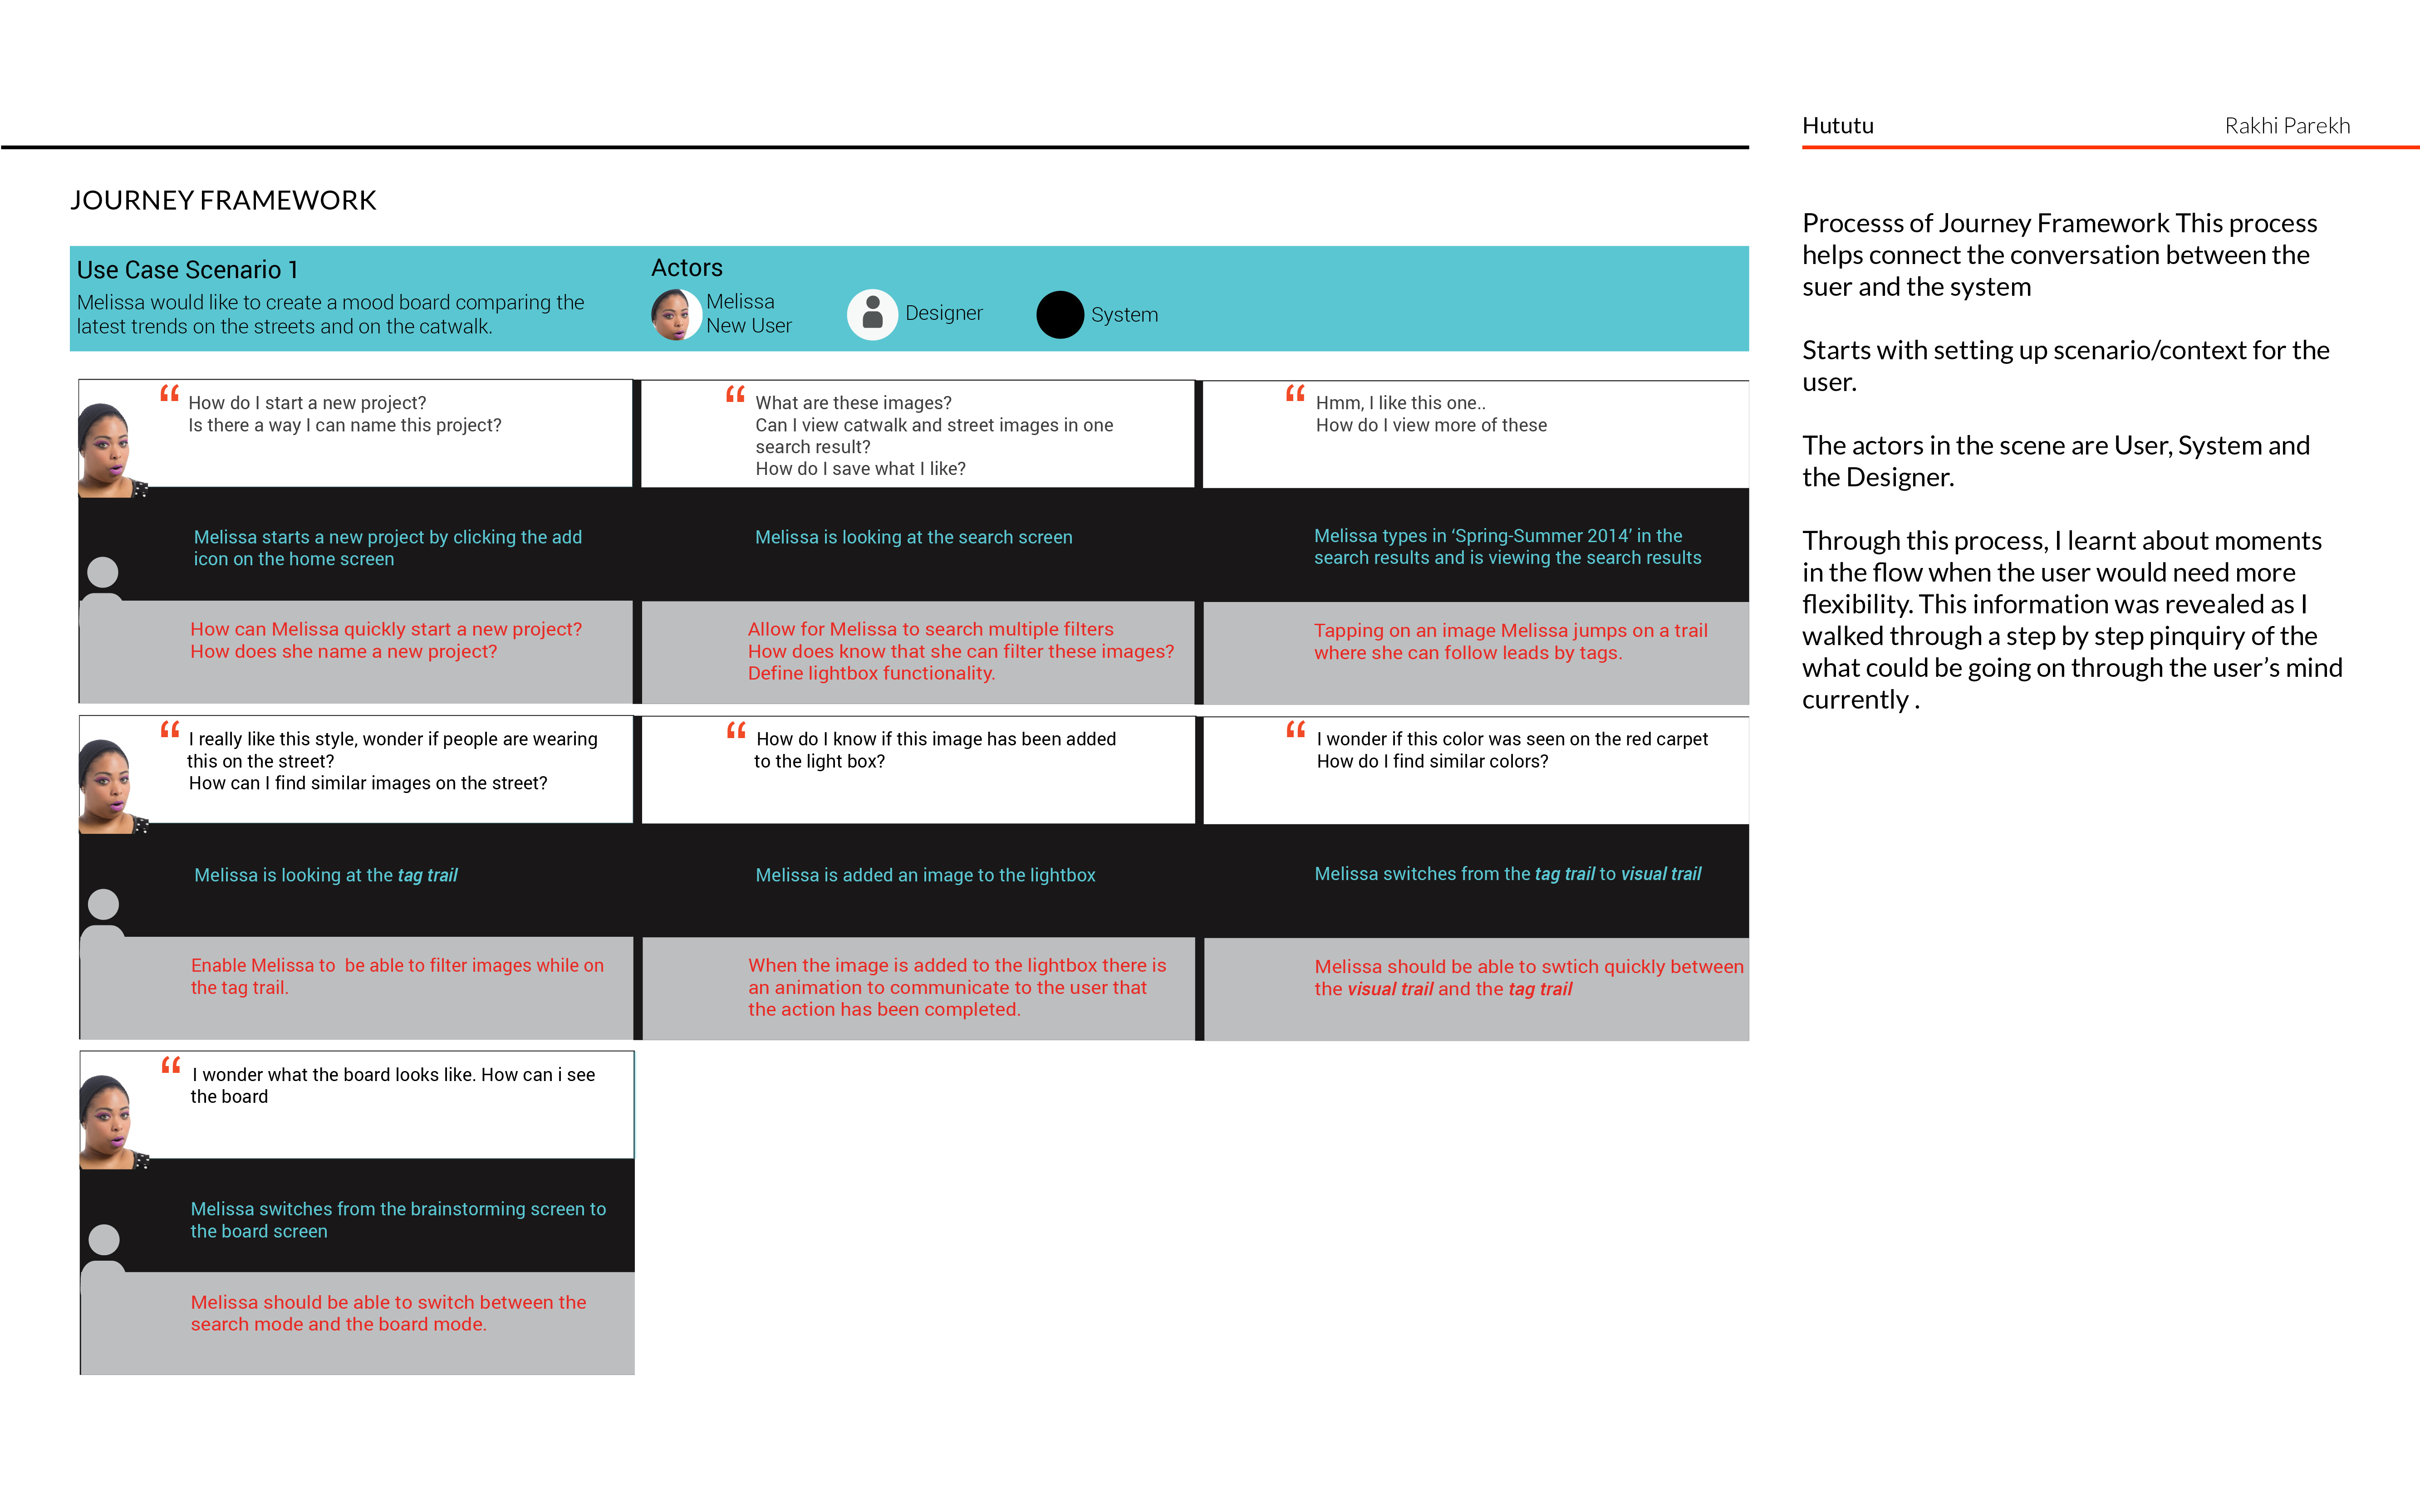 Hututu
Rakhi Parekh
JOURNEY FRAMEWORK
Use Case Scenario 1
Melissa would like to create a mood board comparing the
latest trends on the streets and on the catwalk.
Actors
Melissa
New User
Designer
System
“ How do I start a new project?
Is there a way I can name this project?
“ What are these images?
Can I view catwalk and street images in one
search result?
How do I save what I like?
“ Hmm, I like this one..
How do I view more of these
Melissa starts a new project by clicking the add
icon on the home screen
Melissa is looking at the search screen
Melissa types in ‘Spring-Summer 2014’ in the
search results and is viewing the search results
How can Melissa quickly start a new project?
How does she name a new project?
Allow for Melissa to search multiple filters
How does know that she can filter these images?
Define lightbox functionality.
Tapping on an image Melissa jumps on a trail
where she can follow leads by tags.
“ I really like this style, wonder if people are wearing
this on the street?
How can I find similar images on the street?
“ How do I know if this image has been added
to the light box?
“ I wonder if this color was seen on the red carpet
How do I find similar colors?
Melissa is looking at the tag trail
Melissa is added an image to the lightbox
Melissa switches from the tag trail to visual trail
Enable Melissa to  be able to filter images while on
the tag trail.
When the image is added to the lightbox there is
an animation to communicate to the user that
the action has been completed.
Melissa should be able to swtich quickly between
the visual trail and the tag trail
“ I wonder what the board looks like. How can i see
the board
Melissa switches from the brainstorming screen to
the board screen
Melissa should be able to switch between the
search mode and the board mode.
Processs of Journey Framework This process
helps connect the conversation between the
suer and the system
Starts with setting up scenario/context for the
user.
The actors in the scene are User, System and
the Designer.
Through this process, I learnt about moments
in the flow when the user would need more
flexibility. This information was revealed as I
walked through a step by step pinquiry of the
what could be going on through the user’s mind
currently .